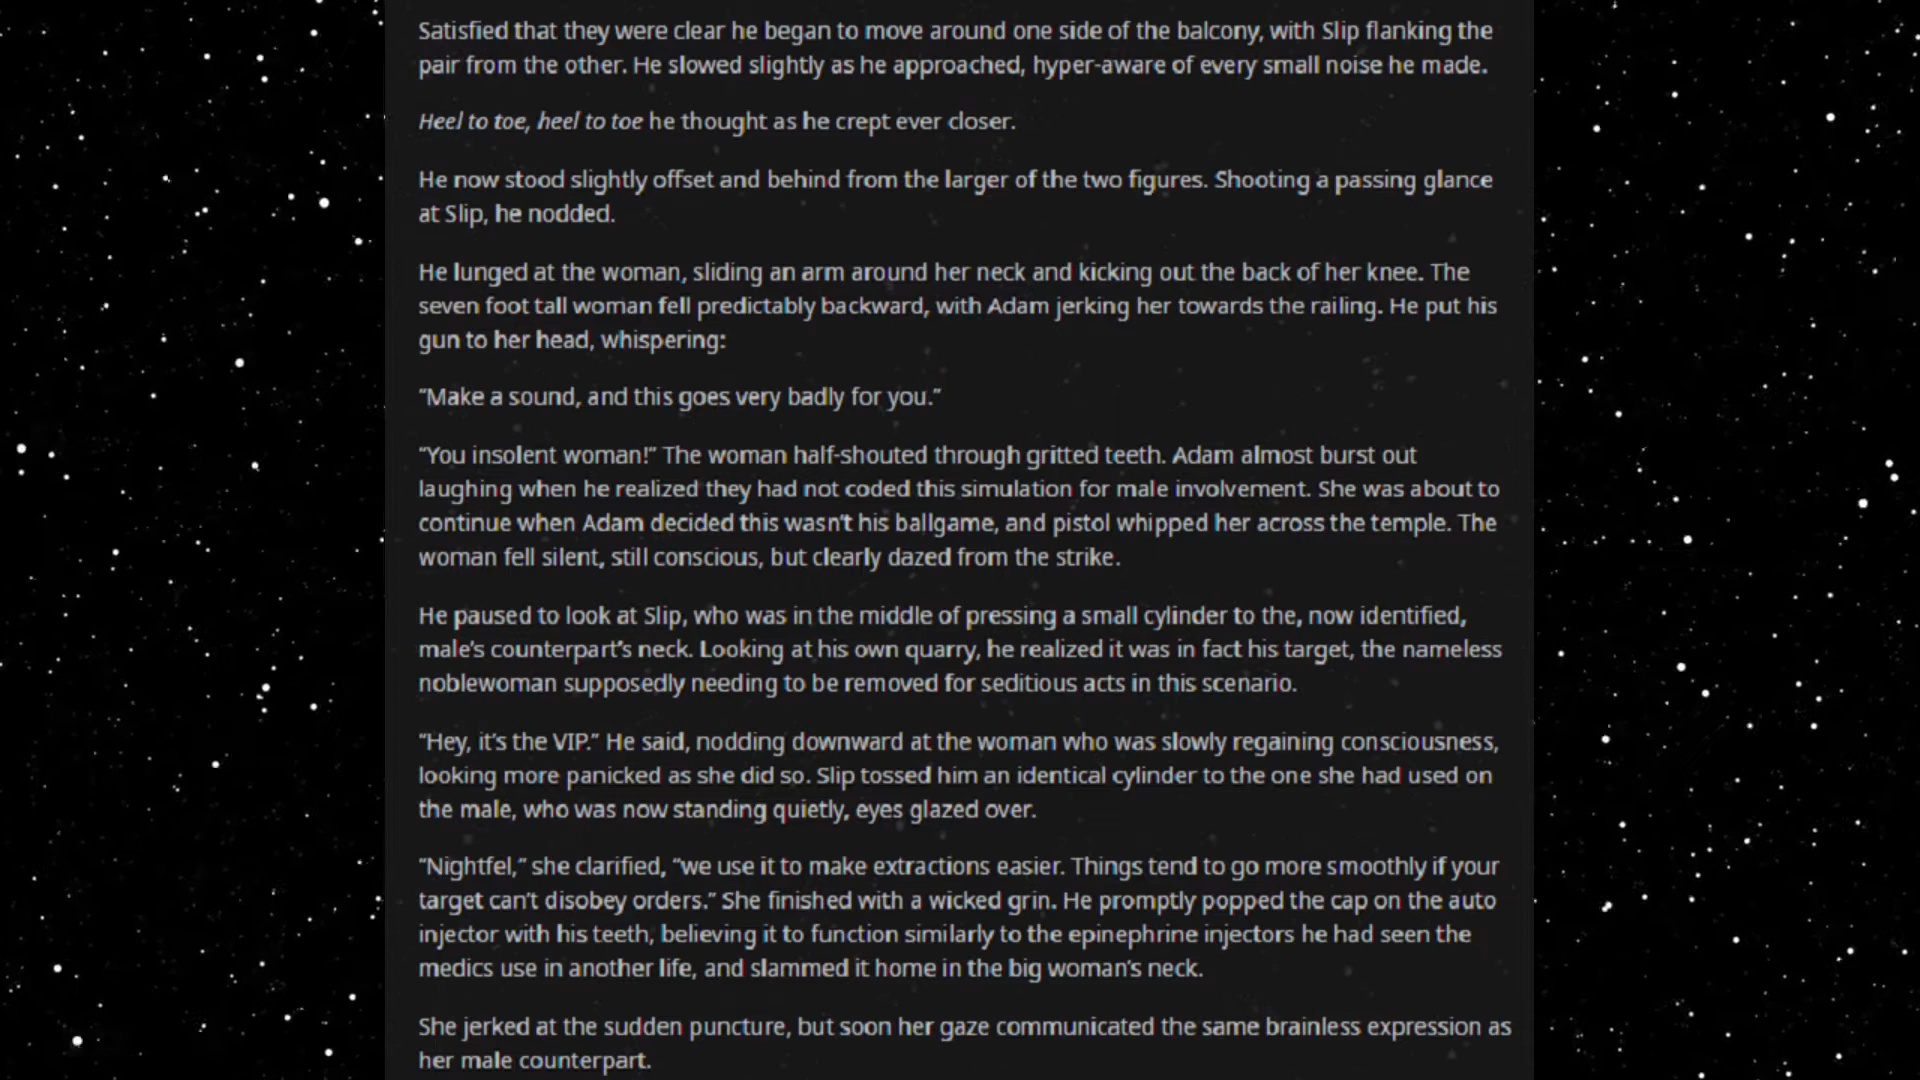 Satisfied that they were clear he began to move around one side of the balcony, with Slip flanking the
pair from the other. He slowed slightly as he approached, hyper-aware of every small noise he made.
Heel to toe, heel to toe he thought as he crept ever closer.
He now stood slightly offset and behind from the larger of the two figures. Shooting a passing glance
at Slip, he nodded.
He lunged at the woman, sliding an arm around her neck and kicking out the back of her knee. The
seven foot tall woman fell predictably backward, with Adam jerking her towards the railing. He put his
gun to her head, whispering:
“Make a sound, and this goes very badly for you.”
“You insolent woman!” The woman half-shouted through gritted teeth. Adam almost burst out
laughing when he realized they had not coded this simulation for male involvement. She was about to
continue when Adam decided this wasn’t his ballgame, and pistol whipped her across the temple. The
woman fell silent, still conscious, but clearly dazed from the strike.
He paused to look at Slip, who was in the middle of pressing a small cylinder to the, now identified,
male’s counterpart’s neck. Looking at his own quarry, he realized it was in fact his target, the nameless
noblewoman supposedly needing to be removed for seditious acts in this scenario.
“Hey, it’s the VIP.” He said, nodding downward at the woman who was slowly regaining consciousness,
looking more panicked as she did so. Slip tossed him an identical cylinder to the one she had used on
the male, who was now standing quietly, eyes glazed over.
“Nightfel,” she clarified, “we use it to make extractions easier. Things tend to go more smoothly if your
target can’t disobey orders.” She finished with a wicked grin. He promptly popped the cap on the auto
injector with his teeth, believing it to function similarly to the epinephrine injectors he had seen the
medics use in another life, and slammed it home in the big woman’s neck.
She jerked at the sudden puncture, but soon her gaze communicated the same brainless expression as
her male counterpart.